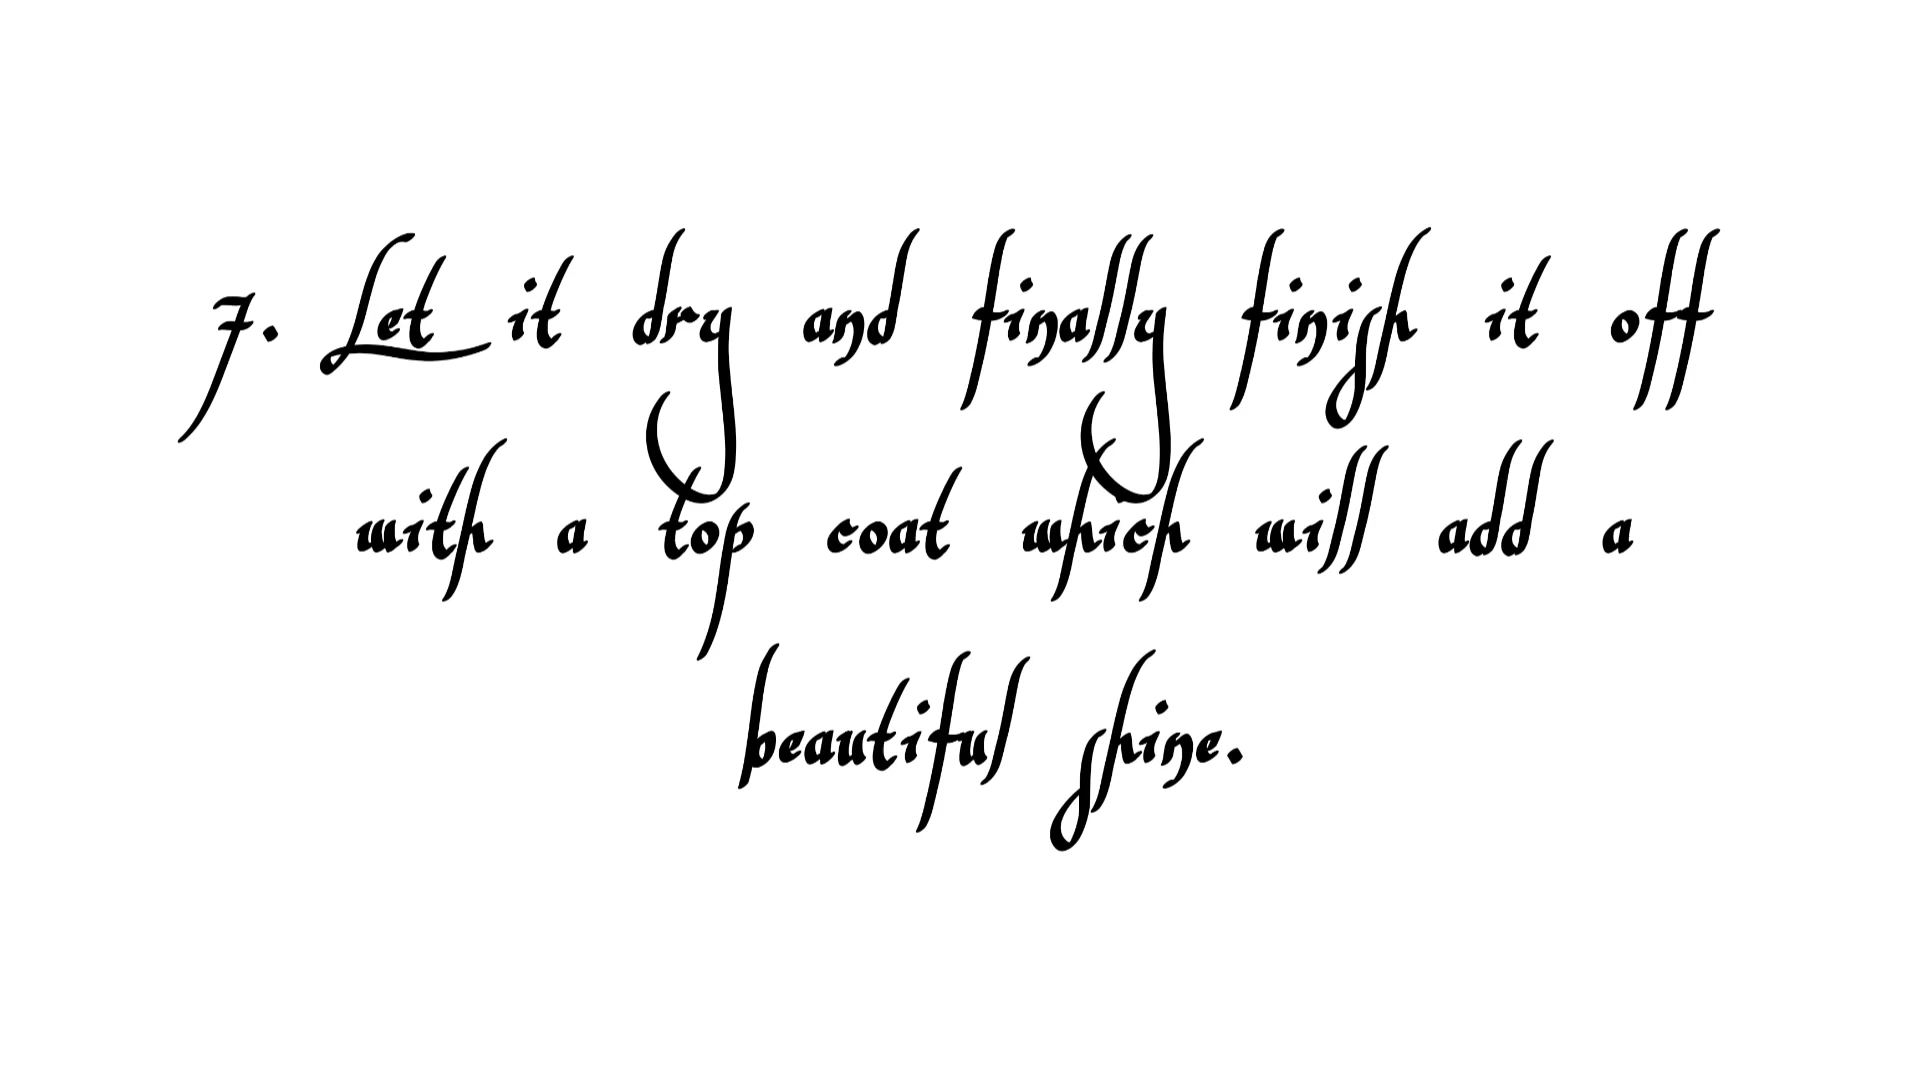 7. Let it dry and finally finish it off
with a top coat which will add a
beautiful shine.